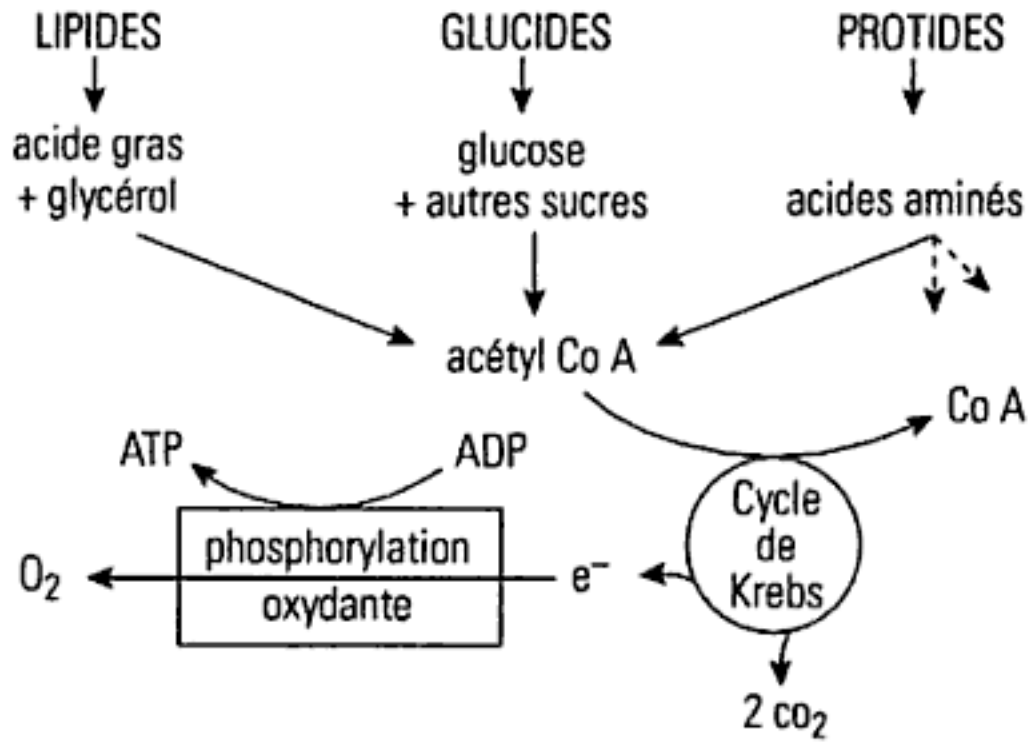 LIPIDES
GLUCIDES
PROTIDES
acide gras
+ glycérol
glucose
+ autres sucres
acides aminés
acétyl Co A
Co A
ATP
ADP
Cycle
de
Krebs
phosphorylation
oxydante
O₂
e⁻
2 co₂